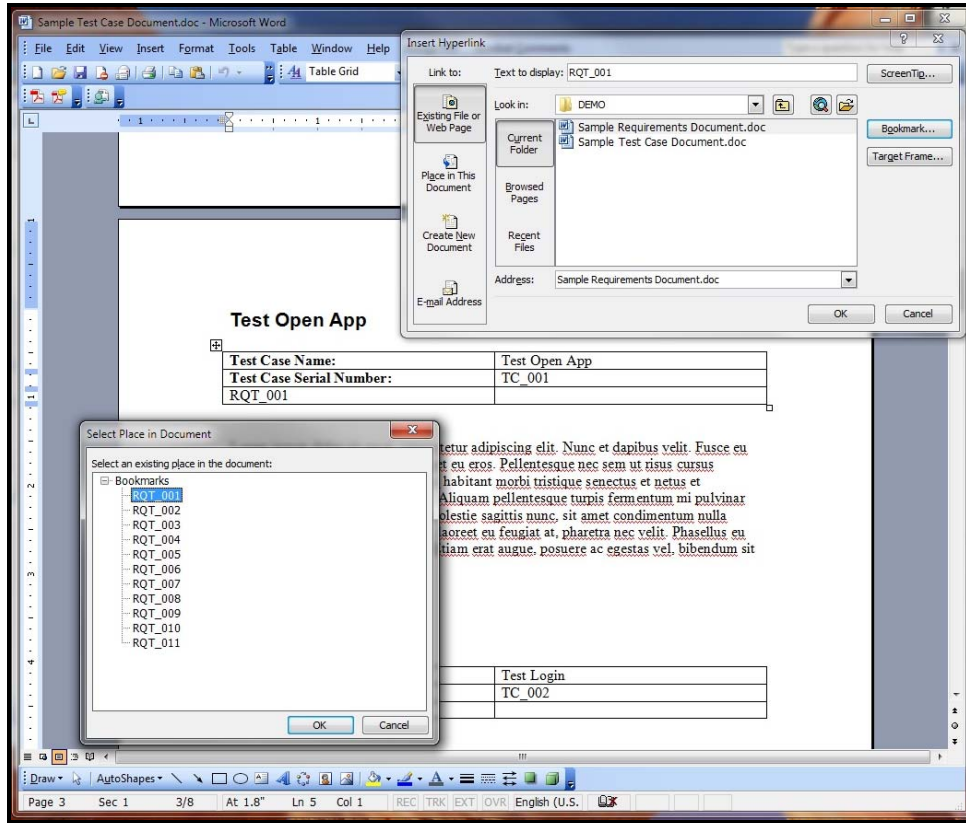 Sample Test Case Document.doc - Microsoft Word
File Edit View Insert Format Tools Table Window Help
Table Grid
Insert Hyperlink
Link to:
Text to display: RQT_001
ScreenTip...
Existing File or Web Page
Look in: DEMO
Current Folder
Sample Requirements Document.doc
Sample Test Case Document.doc
Bookmark...
Target Frame...
Place in This Document
Browsed Pages
Create New Document
Recent Files
E-mail Address
Address: Sample Requirements Document.doc
OK Cancel
Test Open App
Test Case Name: Test Open App
Test Case Serial Number: TC_001
RQT_001
tetur adipiscing elit. Nunc et dapibus velit. Fusce eu
t eu eros. Pellentesque nec sem ut risus cursus
habitant morbi tristique senectus et netus et
Aliquam pellentesque turpis fermentum mi pulvinar
olestie sagittis nunc, sit amet condimentum nulla
aoreet eu feugiat at, pharetra nec velit. Phasellus eu
tiam erat augue, posuere ac egestas vel, bibendum sit
Select Place in Document
Select an existing place in the document:
Bookmarks
RQT_001
RQT_002
RQT_003
RQT_004
RQT_005
RQT_006
RQT_007
RQT_008
RQT_009
RQT_010
RQT_011
OK Cancel
Test Login
TC_002
Draw AutoShapes
Page 3 Sec 1 3/8 At 1.8" Ln 5 Col 1 REC TRK EXT OVR English (U.S.